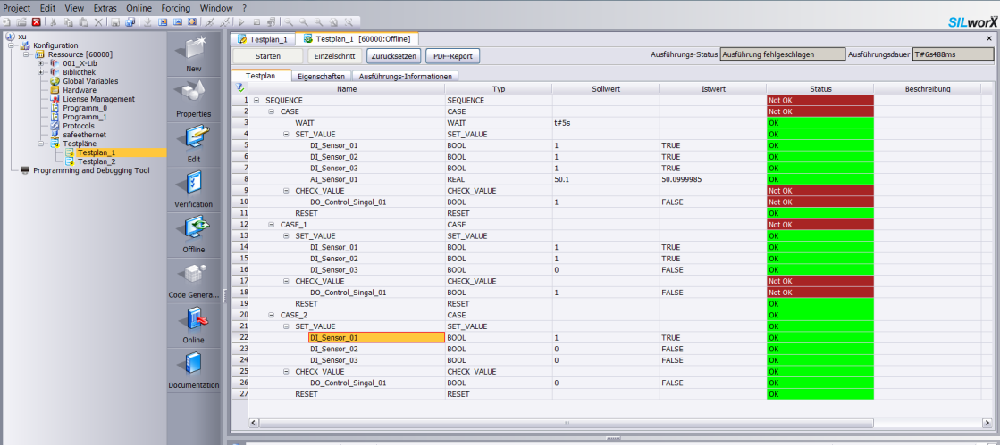 Project Edit View Extras Online Forcing Window ?
SILworX
xu
Konfiguration
Ressource [60000]
001_X-Lib
Bibliothek
Global Variables
Hardware
License Management
Programm_0
Programm_1
Protocols
safeethernet
Testpläne
Testplan_1
Testplan_2
Programming and Debugging Tool
New
Properties
Edit
Verification
Offline
Code Genera...
Online
Documentation
Testplan_1 Testplan_1 [60000:Offline]
Starten Einzelschritt Zurücksetzen PDF-Report Ausführungs-Status Ausführung fehlgeschlagen Ausführungsdauer T#6s488ms
Testplan Eigenschaften Ausführungs-Informationen
Name Typ Sollwert Istwert Status Beschreibung
1 SEQUENCE SEQUENCE Not OK
2 CASE CASE Not OK
3 WAIT WAIT t#5s OK
4 SET_VALUE SET_VALUE OK
5 DI_Sensor_01 BOOL 1 TRUE OK
6 DI_Sensor_02 BOOL 1 TRUE OK
7 DI_Sensor_03 BOOL 1 TRUE OK
8 AI_Sensor_01 REAL 50.1 50.0999985 OK
9 CHECK_VALUE CHECK_VALUE Not OK
10 DO_Control_Singal_01 BOOL 1 FALSE Not OK
11 RESET RESET OK
12 CASE_1 CASE Not OK
13 SET_VALUE SET_VALUE OK
14 DI_Sensor_01 BOOL 1 TRUE OK
15 DI_Sensor_02 BOOL 1 TRUE OK
16 DI_Sensor_03 BOOL 0 FALSE OK
17 CHECK_VALUE CHECK_VALUE Not OK
18 DO_Control_Singal_01 BOOL 1 FALSE Not OK
19 RESET RESET OK
20 CASE_2 CASE OK
21 SET_VALUE SET_VALUE OK
22 DI_Sensor_01 BOOL 1 TRUE OK
23 DI_Sensor_02 BOOL 0 FALSE OK
24 DI_Sensor_03 BOOL 0 FALSE OK
25 CHECK_VALUE CHECK_VALUE OK
26 DO_Control_Singal_01 BOOL 0 FALSE OK
27 RESET RESET OK